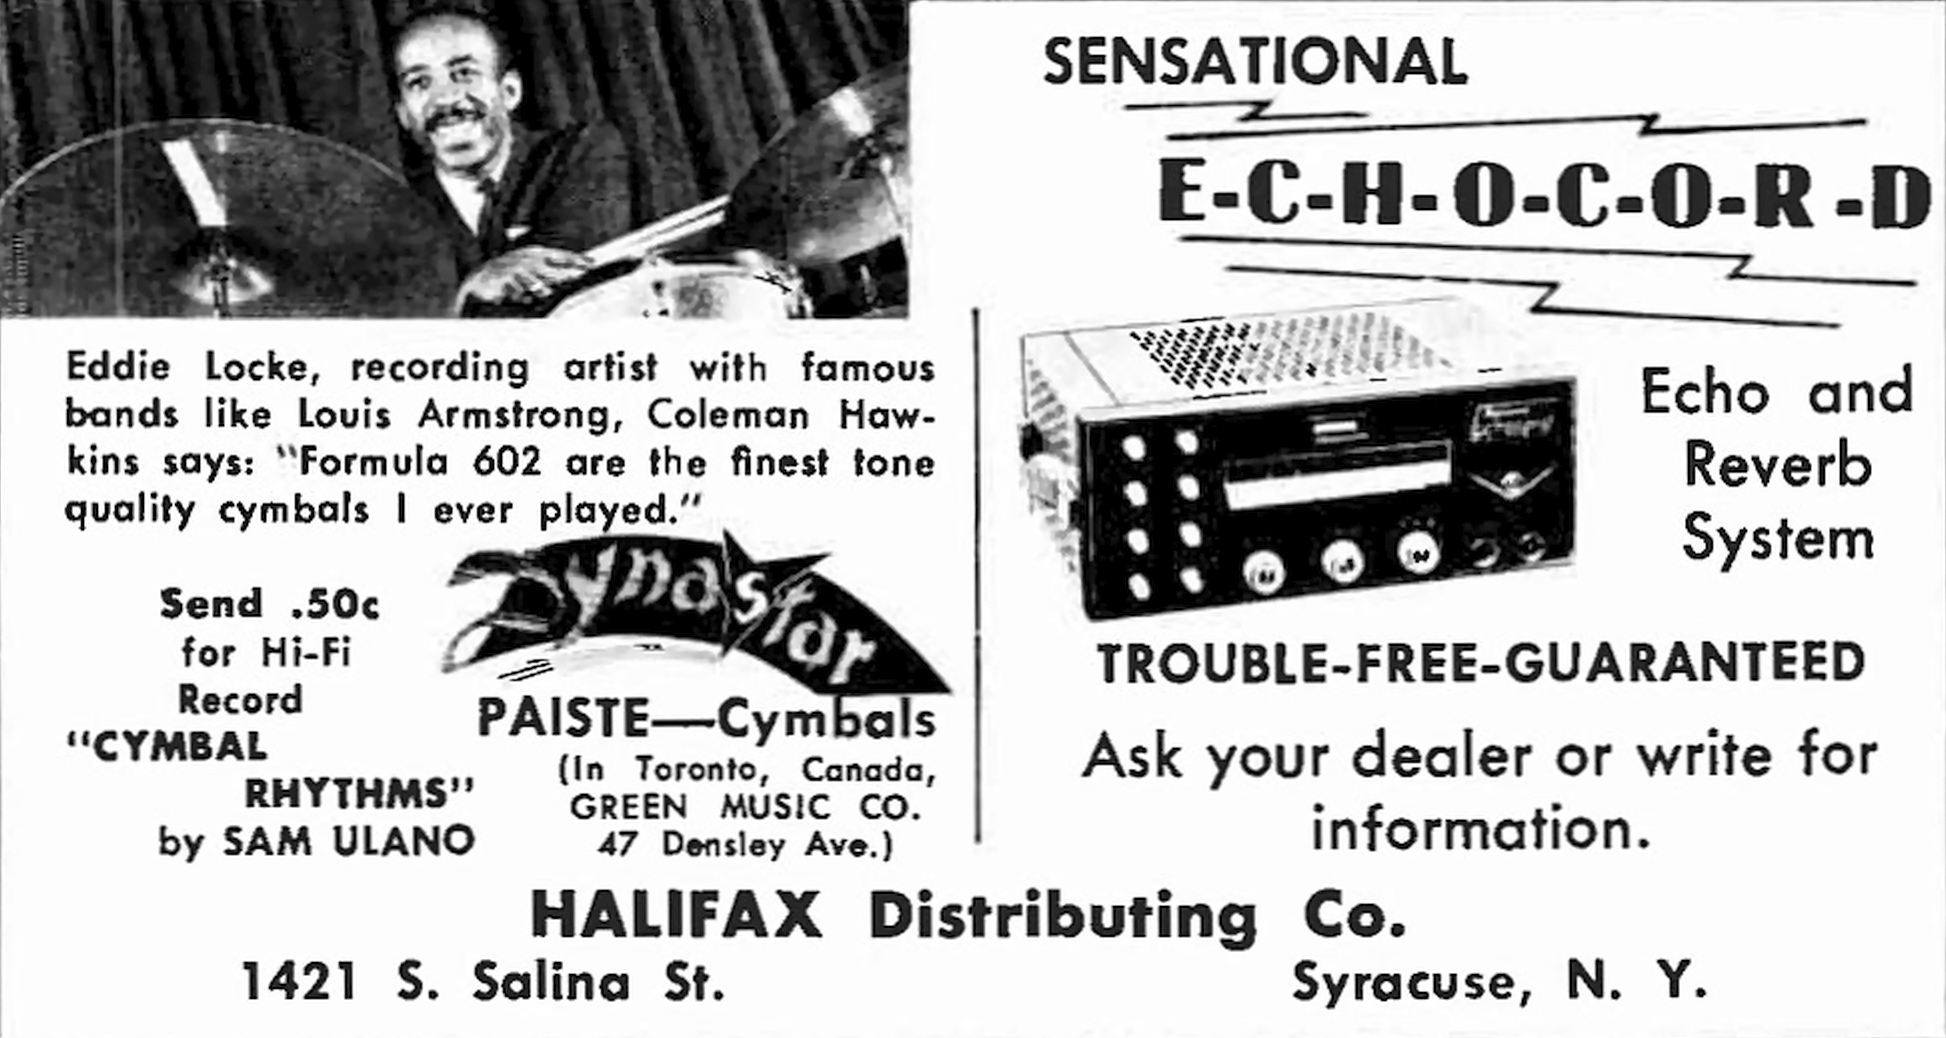 Eddie Locke, recording artist with famous
bands like Louis Armstrong, Coleman Haw-
kins says: "Formula 602 are the finest tone
quality cymbals I ever played."
Send .50c
for Hi-Fi
Record
"CYMBAL
RHYTHMS"
by SAM ULANO
Dynastar
PAISTE—Cymbals
(In Toronto, Canada,
GREEN MUSIC CO.
47 Densley Ave.)
SENSATIONAL
E-C-H-O-C-O-R-D
Echo and
Reverb
System
TROUBLE-FREE-GUARANTEED
Ask your dealer or write for
information.
HALIFAX Distributing Co.
1421 S. Salina St. Syracuse, N. Y.